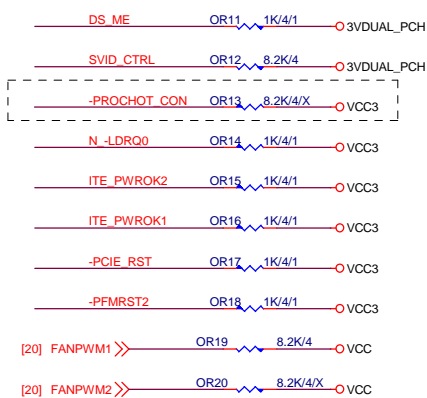 DS_ME OR11 1K/4/1 3VDUAL_PCH
SVID_CTRL OR12 8.2K/4 3VDUAL_PCH
-PROCHOT_CON OR13 8.2K/4/X VCC3
N_-LDRQ0 OR14 1K/4/1 VCC3
ITE_PWROK2 OR15 1K/4/1 VCC3
ITE_PWROK1 OR16 1K/4/1 VCC3
-PCIE_RST OR17 1K/4/1 VCC3
-PFMRST2 OR18 1K/4/1 VCC3
[20] FANPWM1 OR19 8.2K/4 VCC
[20] FANPWM2 OR20 8.2K/4/X VCC